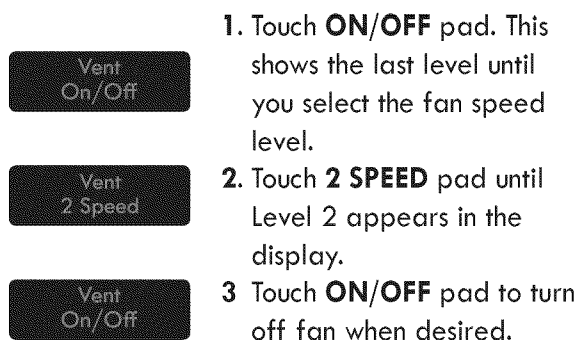 Vent
On/Off
1. Touch ON/OFF pad. This
shows the last level until
you select the fan speed
level.
Vent
2 Speed
2. Touch 2 SPEED pad until
Level 2 appears in the
display.
Vent
On/Off
3 Touch ON/OFF pad to turn
off fan when desired.